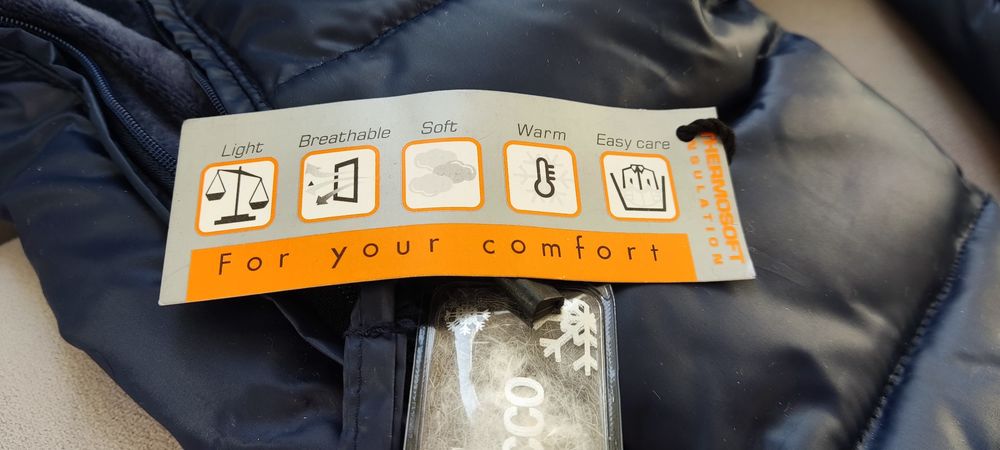 Light
Breathable
Soft
Warm
Easy care
For your comfort
THERMOSOFT
INSULATION